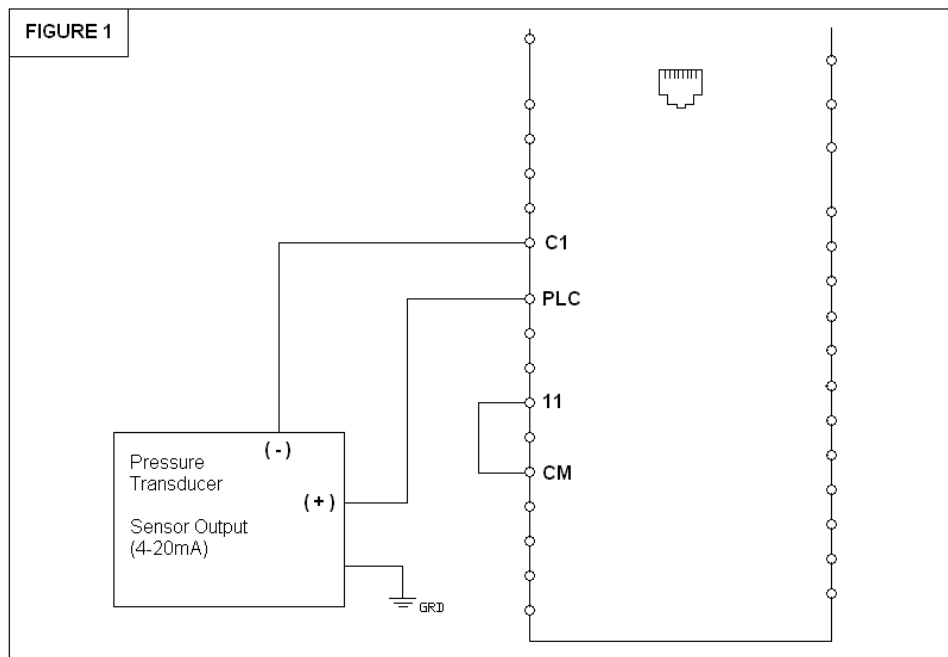 FIGURE 1
C1
PLC
11
CM
(-)
Pressure
Transducer
(+)
Sensor Output
(4-20mA)
GRD